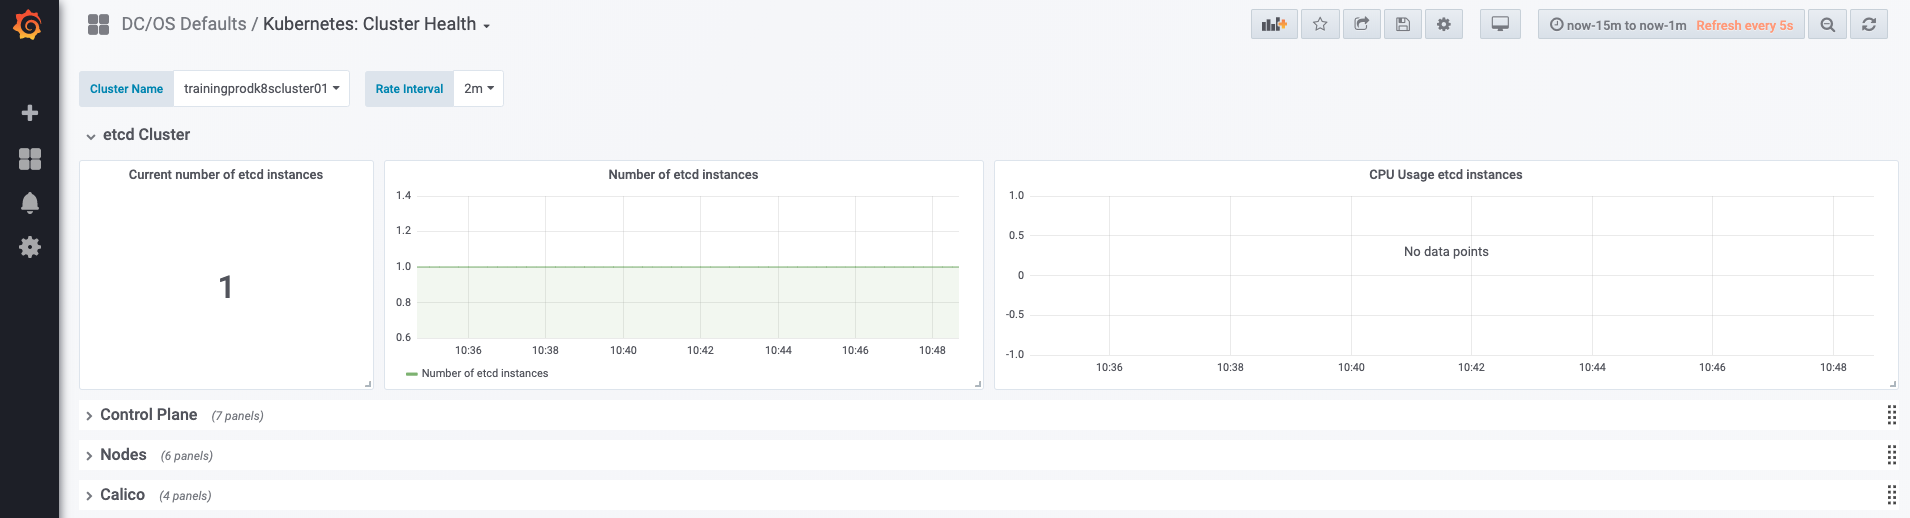 DC/OS Defaults / Kubernetes: Cluster Health
now-15m to now-1m Refresh every 5s
Cluster Name trainingprodk8scluster01 Rate Interval 2m
etcd Cluster
Current number of etcd instances
1
Number of etcd instances
1.4
1.2
1.0
0.8
0.6
10:36 10:38 10:40 10:42 10:44 10:46 10:48
Number of etcd instances
CPU Usage etcd instances
1.0
0.5
No data points
0
-0.5
-1.0
10:36 10:38 10:40 10:42 10:44 10:46 10:48
Control Plane (7 panels)
Nodes (6 panels)
Calico (4 panels)